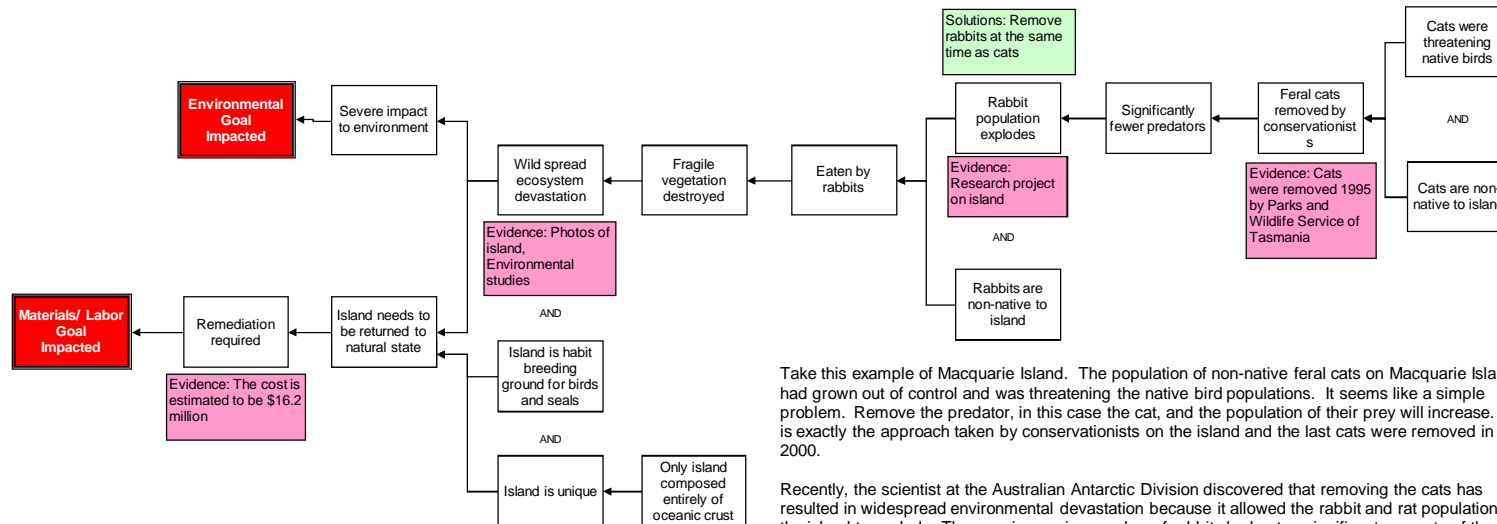 Solutions: Remove
rabbits at the same
time as cats
Cats were
threatening
native birds
Environmental
Goal
Impacted
Severe impact
to environment
Rabbit
population
explodes
Significantly
fewer predators
Feral cats
removed by
conservationist
s
AND
Wild spread
ecosystem
devastation
Fragile
vegetation
destroyed
Eaten by
rabbits
Evidence:
Research project
on island
Evidence: Cats
were removed 1995
by Parks and
Wildlife Service of
Tasmania
Cats are non-
native to island
Evidence: Photos of
island,
Environmental
studies
AND
Rabbits are
non-native to
island
Materials/ Labor
Goal
Impacted
Remediation
required
Island needs to
be returned to
natural state
AND
Evidence: The cost is
estimated to be $16.2
million
Island is habit
breeding
ground for birds
and seals
AND
Island is unique
Only island
composed
entirely of
oceanic crust
Take this example of Macquarie Island. The population of non-native feral cats on Macquarie Isla
had grown out of control and was threatening the native bird populations. It seems like a simple
problem. Remove the predator, in this case the cat, and the population of their prey will increase.
is exactly the approach taken by conservationists on the island and the last cats were removed in
2000.
Recently, the scientist at the Australian Antarctic Division discovered that removing the cats has
resulted in widespread environmental devastation because it allowed the rabbit and rat population